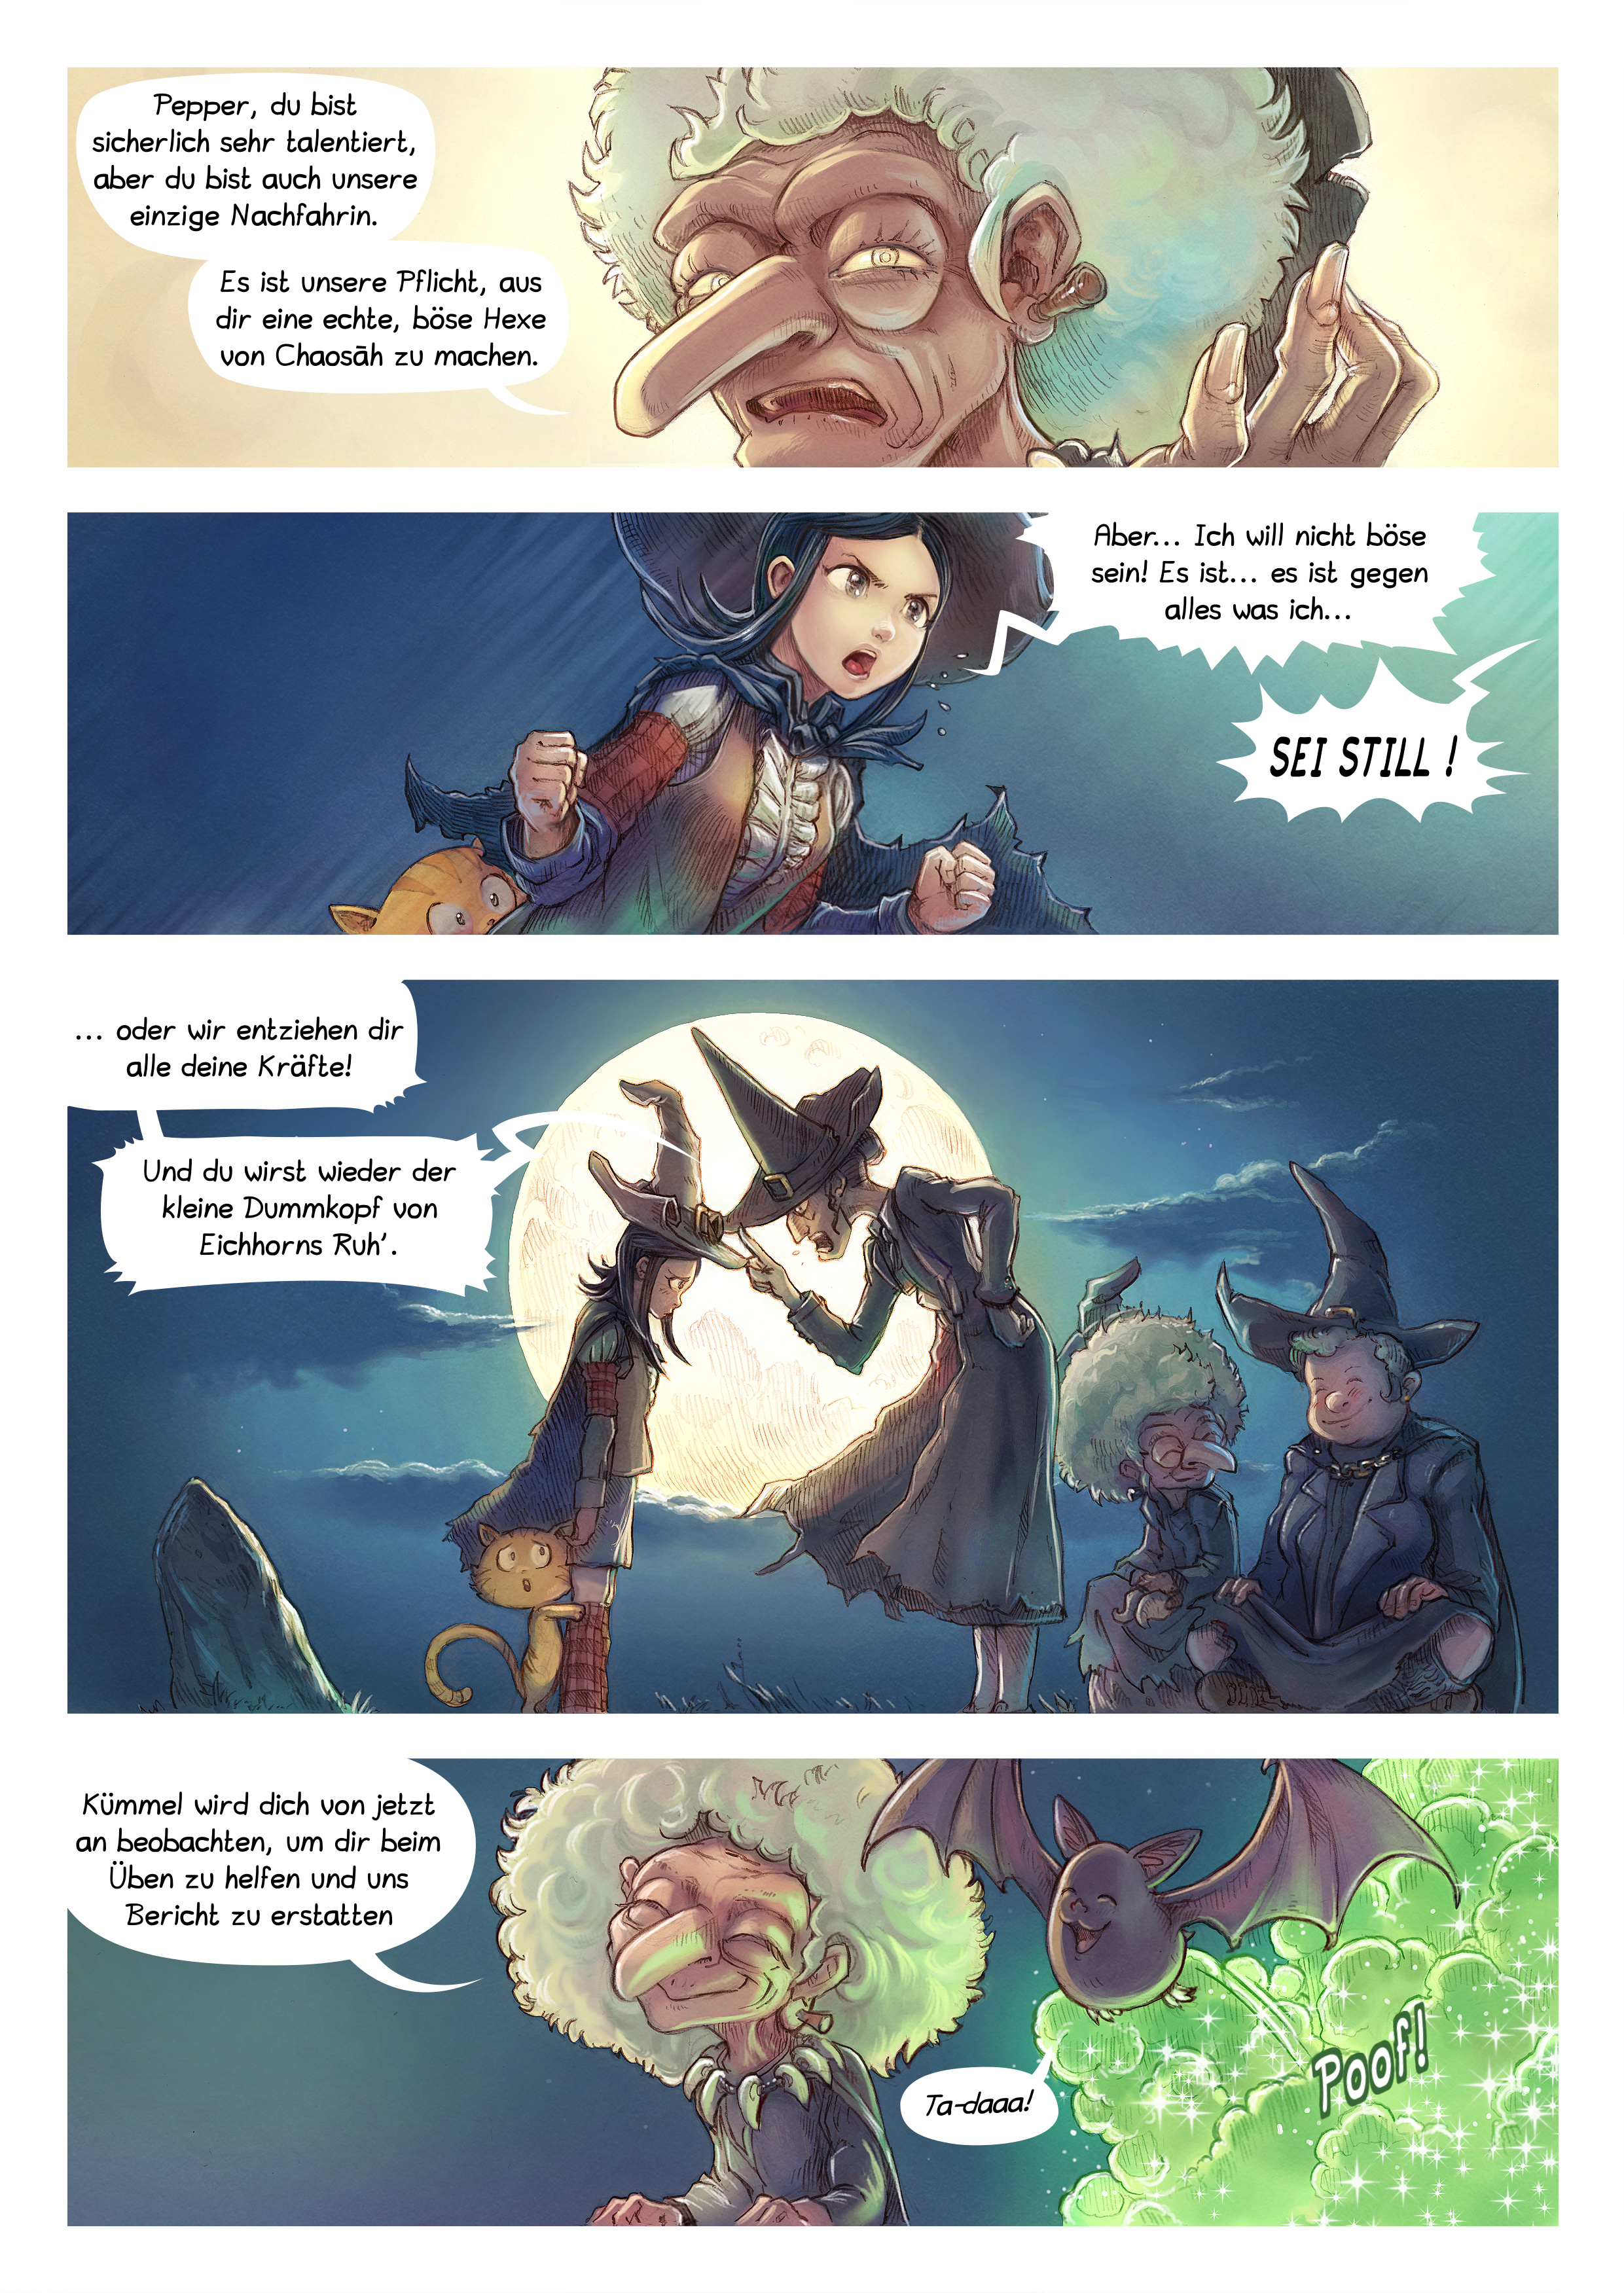 Pepper, du bist
sicherlich sehr talentiert,
aber du bist auch unsere
einzige Nachfahrin.
Es ist unsere Pflicht, aus
dir eine echte, böse Hexe
von Chaosāh zu machen.
Aber... Ich will nicht böse
sein! Es ist... es ist gegen
alles was ich...
SEI STILL !
... oder wir entziehen dir
alle deine Kräfte!
Und du wirst wieder der
kleine Dummkopf von
Eichhorns Ruh'.
Kümmel wird dich von jetzt
an beobachten, um dir beim
Üben zu helfen und uns
Bericht zu erstatten
Ta-daaa!
Poof!